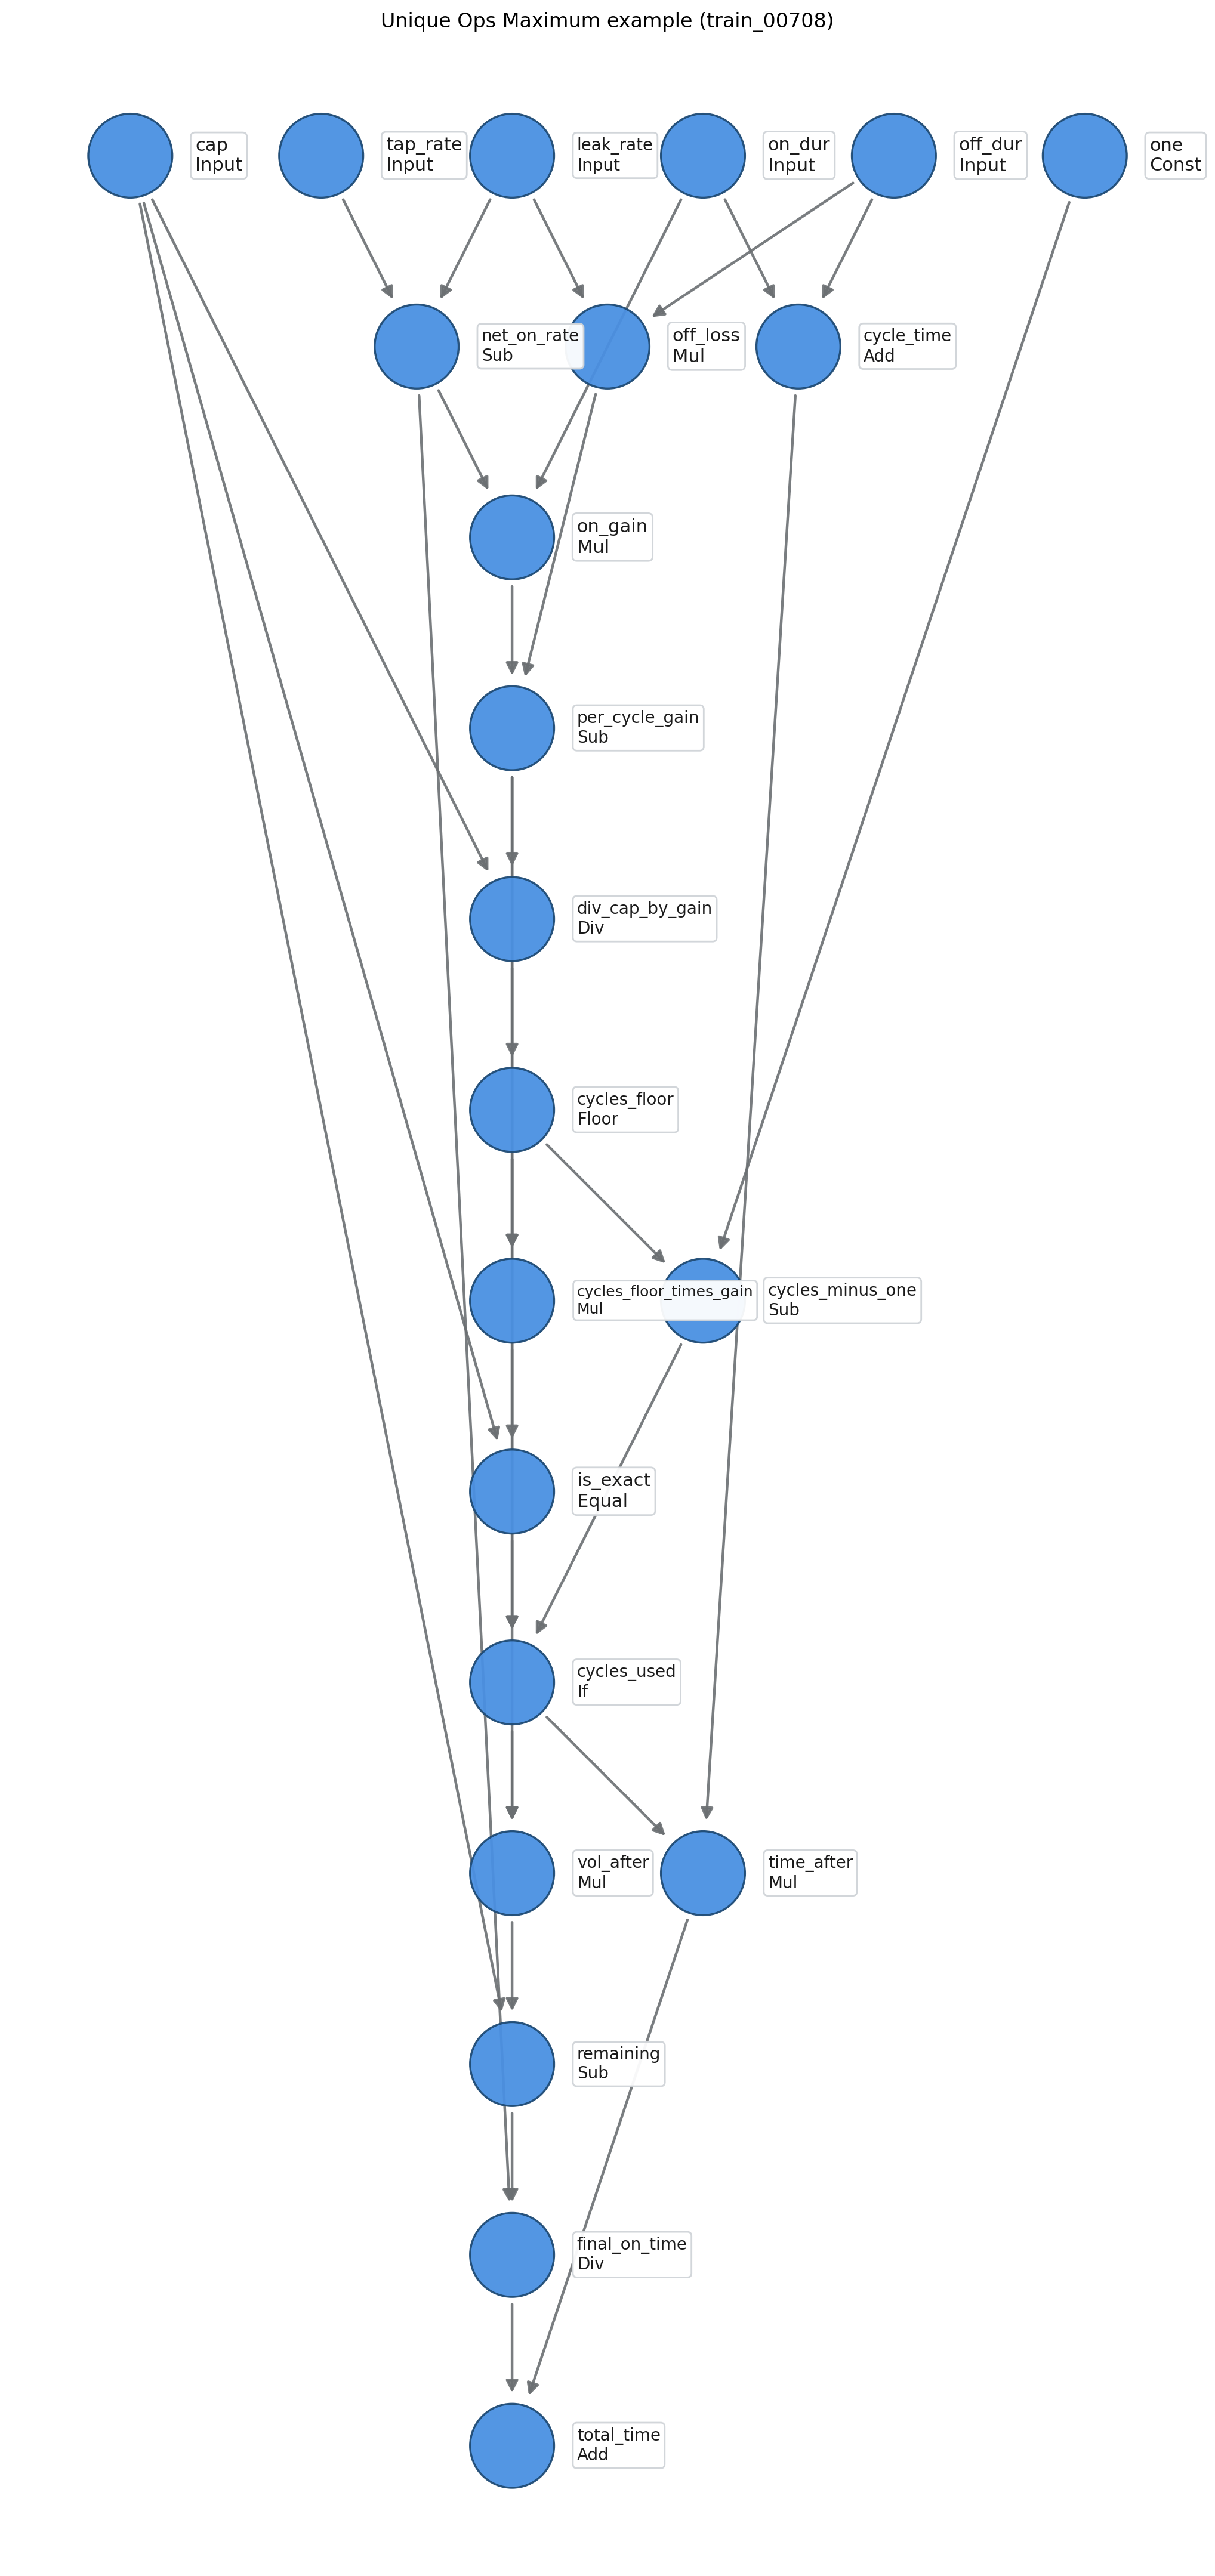 Unique Ops Maximum example (train_00708)
cap
Input
tap_rate
Input
leak_rate
Input
on_dur
Input
off_dur
Input
one
Const
net_on_rate
Sub
off_loss
Mul
cycle_time
Add
on_gain
Mul
per_cycle_gain
Sub
div_cap_by_gain
Div
cycles_floor
Floor
cycles_floor_times_gain
Mul
cycles_minus_one
Sub
is_exact
Equal
cycles_used
If
vol_after
Mul
time_after
Mul
remaining
Sub
final_on_time
Div
total_time
Add